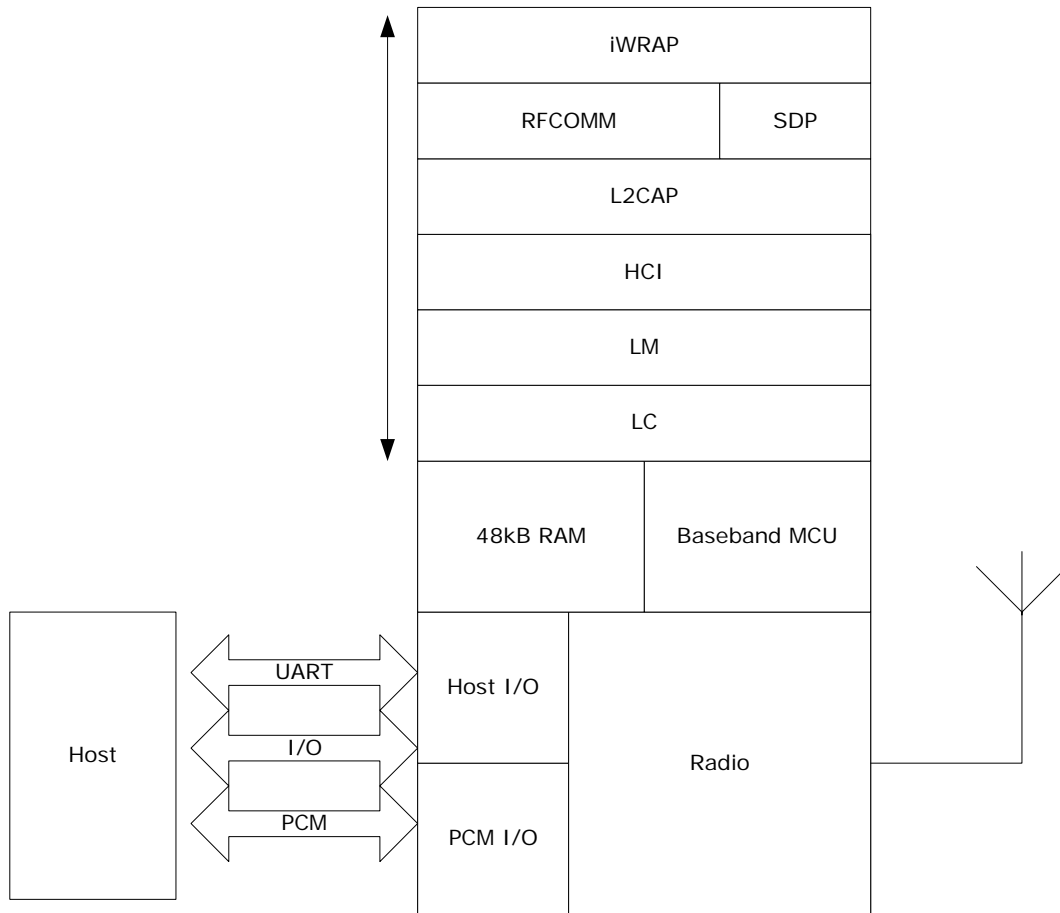 iWRAP
RFCOMM
SDP
L2CAP
HCI
LM
LC
48kB RAM
Baseband MCU
UART
Host I/O
Host
I/O
Radio
PCM
PCM I/O